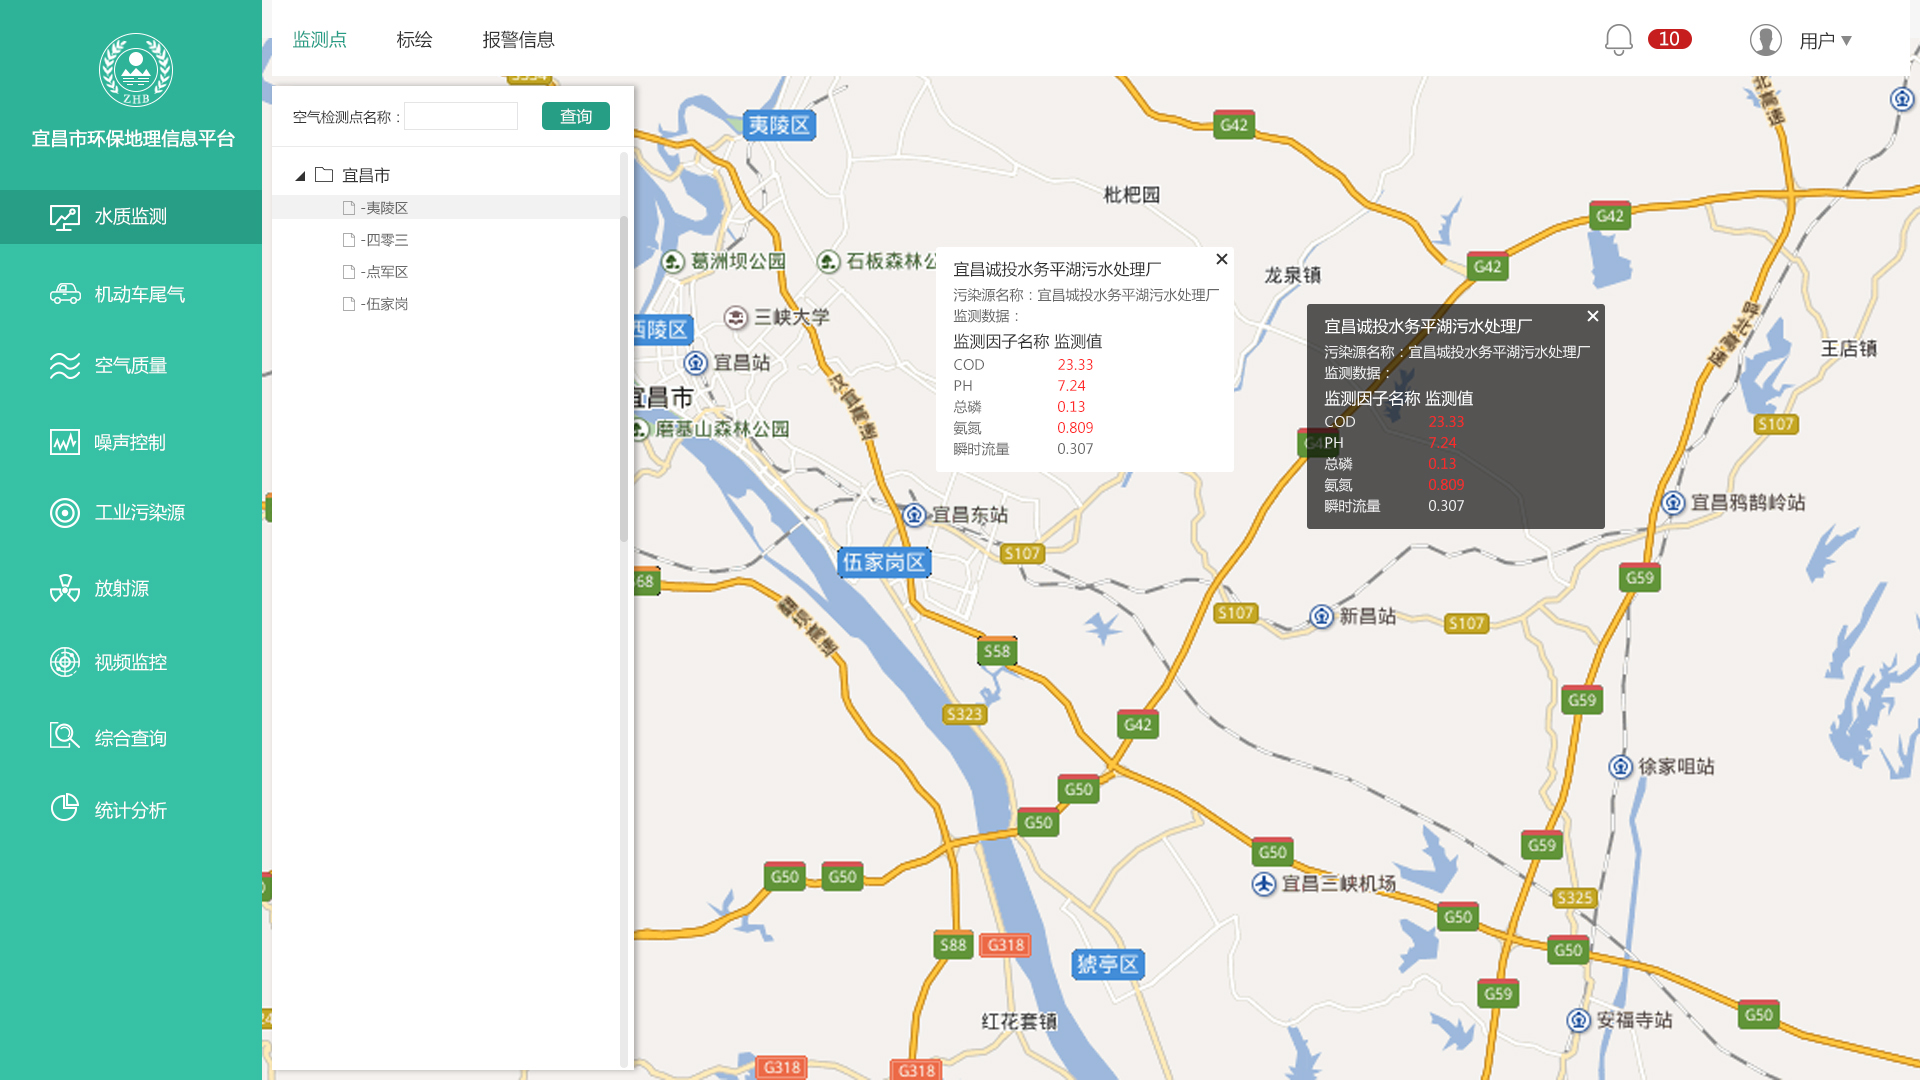 ZHB
宜昌市环保地理信息平台
水质监测
机动车尾气
空气质量
噪声控制
工业污染源
放射源
视频监控
综合查询
统计分析
监测点
标绘
报警信息
10
用户
空气检测点名称：
查询
宜昌市
-夷陵区
-四零三
-点军区
-伍家岗
夷陵区
G42
枇杷园
G42
G42
葛洲坝公园
石板森林公
龙泉镇
三峡大学
西陵区
宜昌站
宜昌市
磨基山森林公园
汉宜高速
呼北高速
王店镇
S107
宜昌诚投水务平湖污水处理厂
污染源名称：宜昌城投水务平湖污水处理厂
监测数据：
监测因子名称 监测值
COD 23.33
PH 7.24
总磷 0.13
氨氮 0.809
瞬时流量 0.307
宜昌诚投水务平湖污水处理厂
污染源名称：宜昌城投水务平湖污水处理厂
监测数据：
监测因子名称 监测值
COD 23.33
PH 7.24
总磷 0.13
氨氮 0.809
瞬时流量 0.307
宜昌鸦鹊岭站
宜昌东站
S107
伍家岗区
G59
68
翻坝高速
S107
新昌站
S107
S58
G59
S323
G42
徐家咀站
G50
G50
G59
G50
G50
G50
宜昌三峡机场
S325
G50
S88
G318
G50
猇亭区
G59
G50
红花套镇
安福寺站
G318
G318